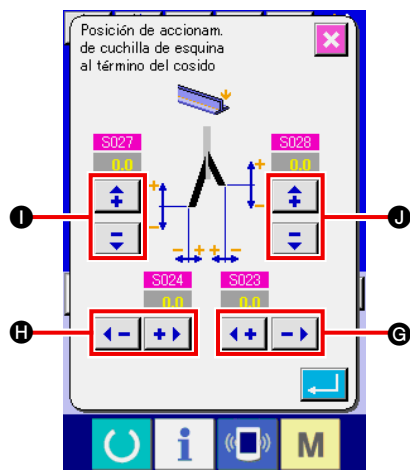 Posición de accionam.
de cuchilla de esquina
al término del cosido
S027
S028
0.0
0.0
+
+
+
+
I
J
−
−
−
−
− + + −
S024
S023
0.0
0.0
H
− +
+ −
G
i
M